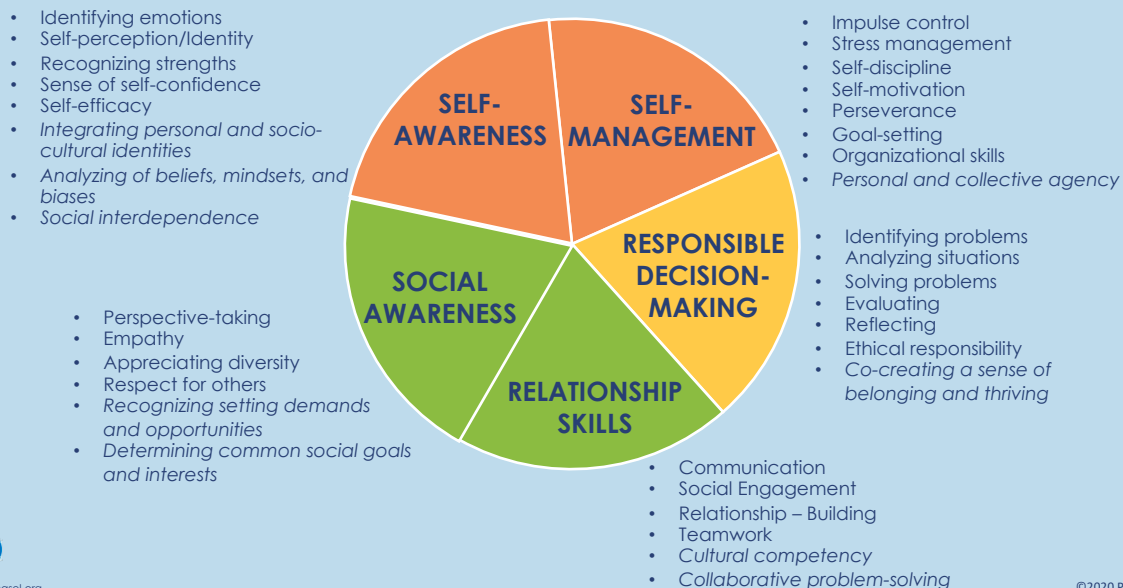 • Identifying emotions
• Self-perception/Identity
• Recognizing strengths
• Sense of self-confidence
• Self-efficacy
• Integrating personal and socio-
cultural identities
• Analyzing of beliefs, mindsets, and
biases
• Social interdependence
SELF-
AWARENESS
SELF-
MANAGEMENT
• Impulse control
• Stress management
• Self-discipline
• Self-motivation
• Perseverance
• Goal-setting
• Organizational skills
• Personal and collective agency
RESPONSIBLE
DECISION-
MAKING
• Identifying problems
• Analyzing situations
• Solving problems
• Evaluating
• Reflecting
• Ethical responsibility
• Co-creating a sense of
belonging and thriving
SOCIAL
AWARENESS
• Perspective-taking
• Empathy
• Appreciating diversity
• Respect for others
• Recognizing setting demands
and opportunities
• Determining common social goals
and interests
RELATIONSHIP
SKILLS
• Communication
• Social Engagement
• Relationship – Building
• Teamwork
• Cultural competency
• Collaborative problem-solving
©2020